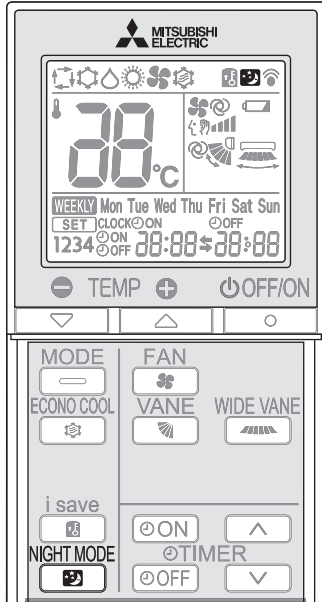 MITSUBISHI
ELECTRIC
88°C
WEEKLY Mon Tue Wed Thu Fri Sat Sun
SET CLOCK ON OFF
1234 ON OFF 88:88 88:88
TEMP OFF/ON
MODE FAN
ECONO COOL VANE WIDE VANE
i save
ON
NIGHT MODE TIMER
OFF